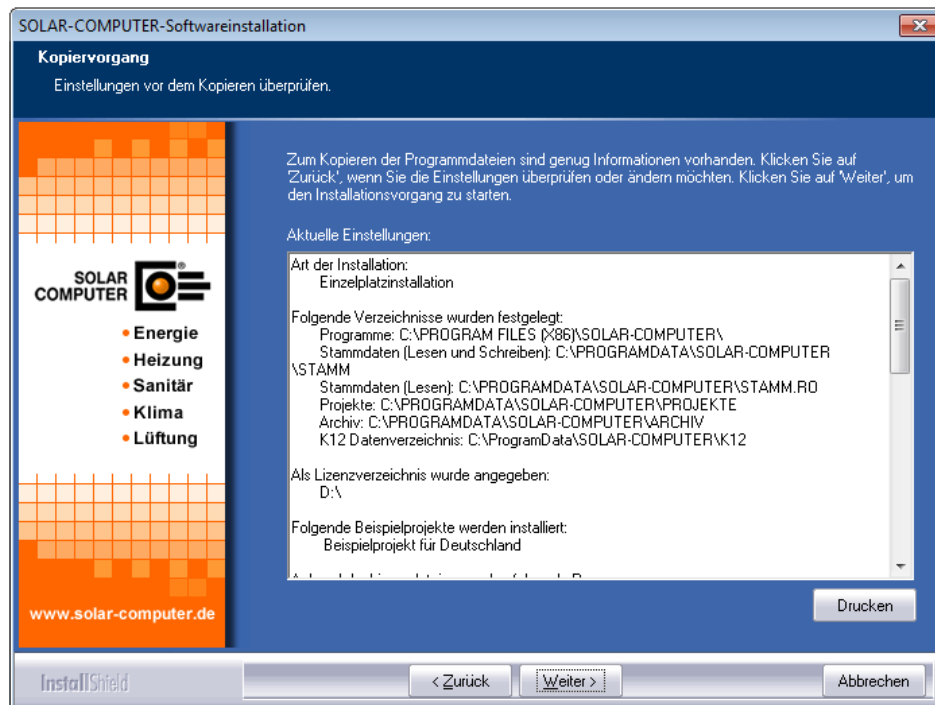 SOLAR-COMPUTER-Softwareinstallation
Kopiervorgang
Einstellungen vor dem Kopieren überprüfen.
Zum Kopieren der Programmdateien sind genug Informationen vorhanden. Klicken Sie auf
'Zurück', wenn Sie die Einstellungen überprüfen oder ändern möchten. Klicken Sie auf 'Weiter', um
den Installationsvorgang zu starten.
Aktuelle Einstellungen:
Art der Installation:
Einzelplatzinstallation
Folgende Verzeichnisse wurden festgelegt:
Programme: C:\PROGRAM FILES (X86)\SOLAR-COMPUTER\
Stammdaten (Lesen und Schreiben): C:\PROGRAMDATA\SOLAR-COMPUTER
\STAMM
Stammdaten (Lesen): C:\PROGRAMDATA\SOLAR-COMPUTER\STAMM.RO
Projekte: C:\PROGRAMDATA\SOLAR-COMPUTER\PROJEKTE
Archiv: C:\PROGRAMDATA\SOLAR-COMPUTER\ARCHIV
K12 Datenverzeichnis: C:\ProgramData\SOLAR-COMPUTER\K12
Als Lizenzverzeichnis wurde angegeben:
D:\
Folgende Beispielprojekte werden installiert:
Beispielprojekt für Deutschland
SOLAR
COMPUTER
®
• Energie
• Heizung
• Sanitär
• Klima
• Lüftung
www.solar-computer.de
Drucken
InstallShield
< Zurück
Weiter >
Abbrechen